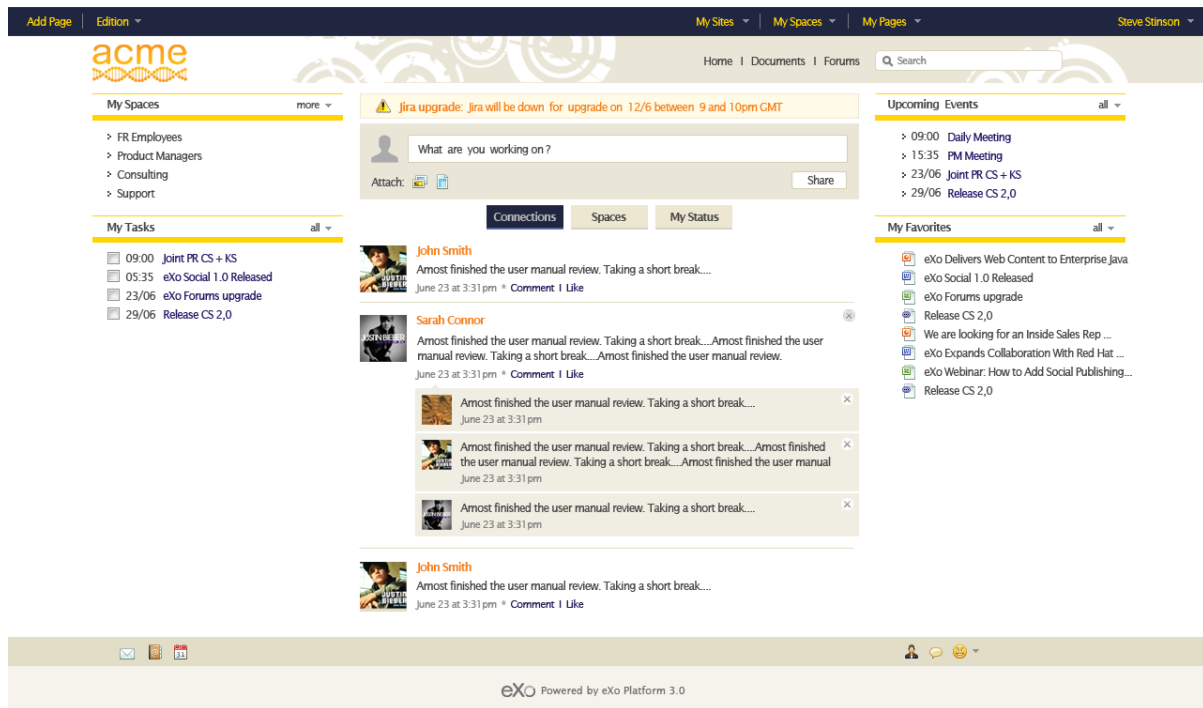 Add Page
Edition
My Sites
My Spaces
My Pages
Steve Stinson
acme
Home I Documents I Forums
Search
My Spaces
more
FR Employees
Product Managers
Consulting
Support
My Tasks
all
09:00 Joint PR CS + KS
05:35 eXo Social 1.0 Released
23/06 eXo Forums upgrade
29/06 Release CS 2,0
Jira upgrade: Jira will be down for upgrade on 12/6 between 9 and 10pm GMT
What are you working on?
Attach:
Share
Connections
Spaces
My Status
John Smith
Amost finished the user manual review. Taking a short break....
June 23 at 3:31pm * Comment I Like
JUSTIN BIEBER
Sarah Connor
Amost finished the user manual review. Taking a short break....Amost finished the user
manual review. Taking a short break....Amost finished the user manual review.
June 23 at 3:31pm * Comment I Like
JUSTIN BIEBER
Amost finished the user manual review. Taking a short break....
June 23 at 3:31pm
Amost finished the user manual review. Taking a short break....Amost finished
the user manual review. Taking a short break....Amost finished the user manual
June 23 at 3:31pm
Amost finished the user manual review. Taking a short break....
June 23 at 3:31pm
John Smith
Amost finished the user manual review. Taking a short break....
June 23 at 3:31pm * Comment I Like
JUSTIN BIEBER
Upcoming Events
all
09:00 Daily Meeting
15:35 PM Meeting
23/06 Joint PR CS + KS
29/06 Release CS 2,0
My Favorites
all
eXo Delivers Web Content to Enterprise Java
eXo Social 1.0 Released
eXo Forums upgrade
Release CS 2,0
We are looking for an Inside Sales Rep ...
eXo Expands Collaboration With Red Hat ...
eXo Webinar: How to Add Social Publishing...
Release CS 2,0
31
eXo Powered by eXo Platform 3.0